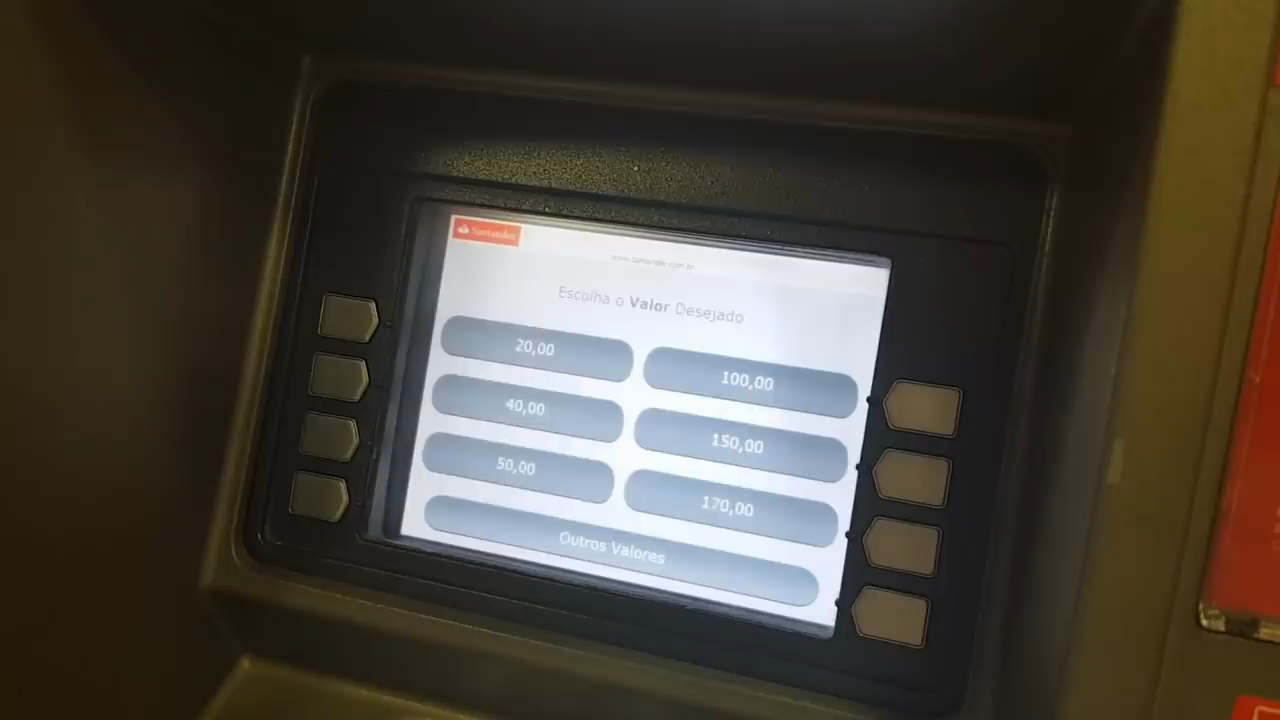 Santander
www.santander.com.br
Escolha o Valor Desejado
20,00
100,00
40,00
150,00
50,00
170,00
Outros Valores